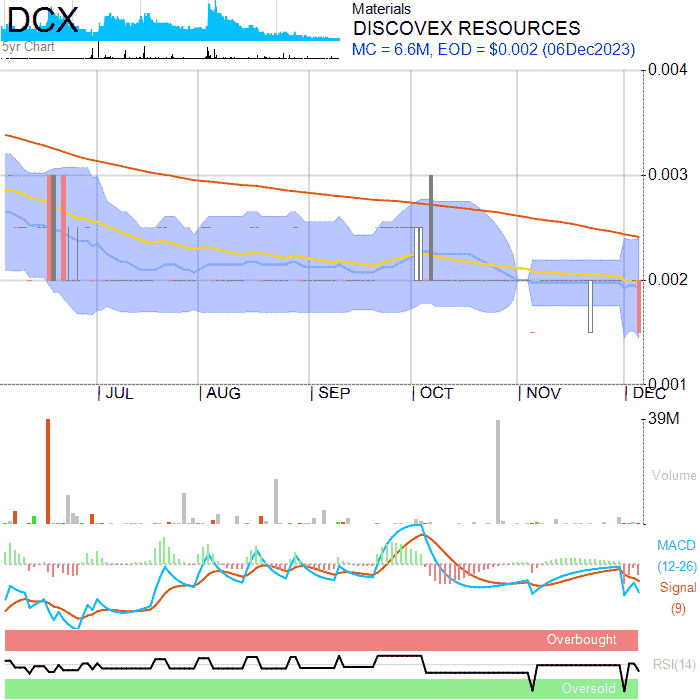 DCX
5yr Chart
Materials
DISCOVEX RESOURCES
MC = 6.6M, EOD = $0.002 (06Dec2023)
0.004
0.003
0.002
0.001
JUL AUG SEP OCT NOV DEC
39M
Volume
MACD
(12-26)
Signal
(9)
Overbought
RSI(14)
Oversold